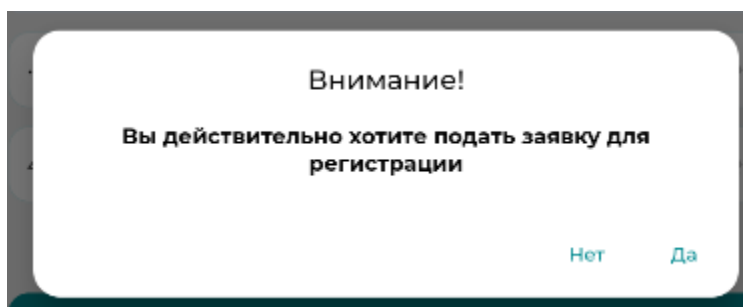 Внимание!
Вы действительно хотите подать заявку для
регистрации
Нет Да